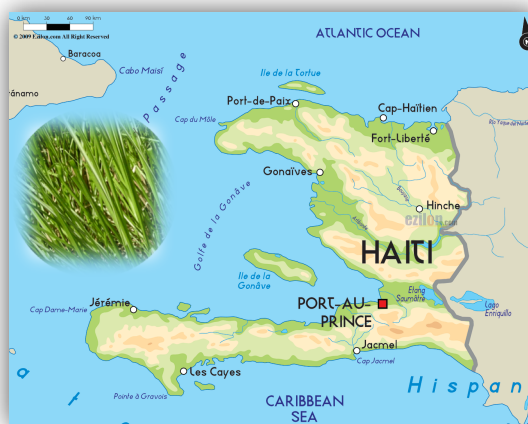 0 km 30 60 90 km
© 2009 Ezilon.com All Right Reserved
ATLANTIC OCEAN
Baracoa
Cabo Maisí
Passage
Ile de la Tortue
Port-de-Paix
Cap-Haïtien
Cap du Môle
Fort-Liberté
Gonaïves
Golfe de la Gonâve
Hinche
ezilon.com
HAITI
Ile de la
Gonâve
Etang
Saumâtre
PORT-AU-
PRINCE
Lago
Enriquillo
Cap Dame-Marie
Jérémie
Jacmel
Cap Jacmel
Les Cayes
Pointe à Gravois
Hispan
CARIBBEAN
SEA